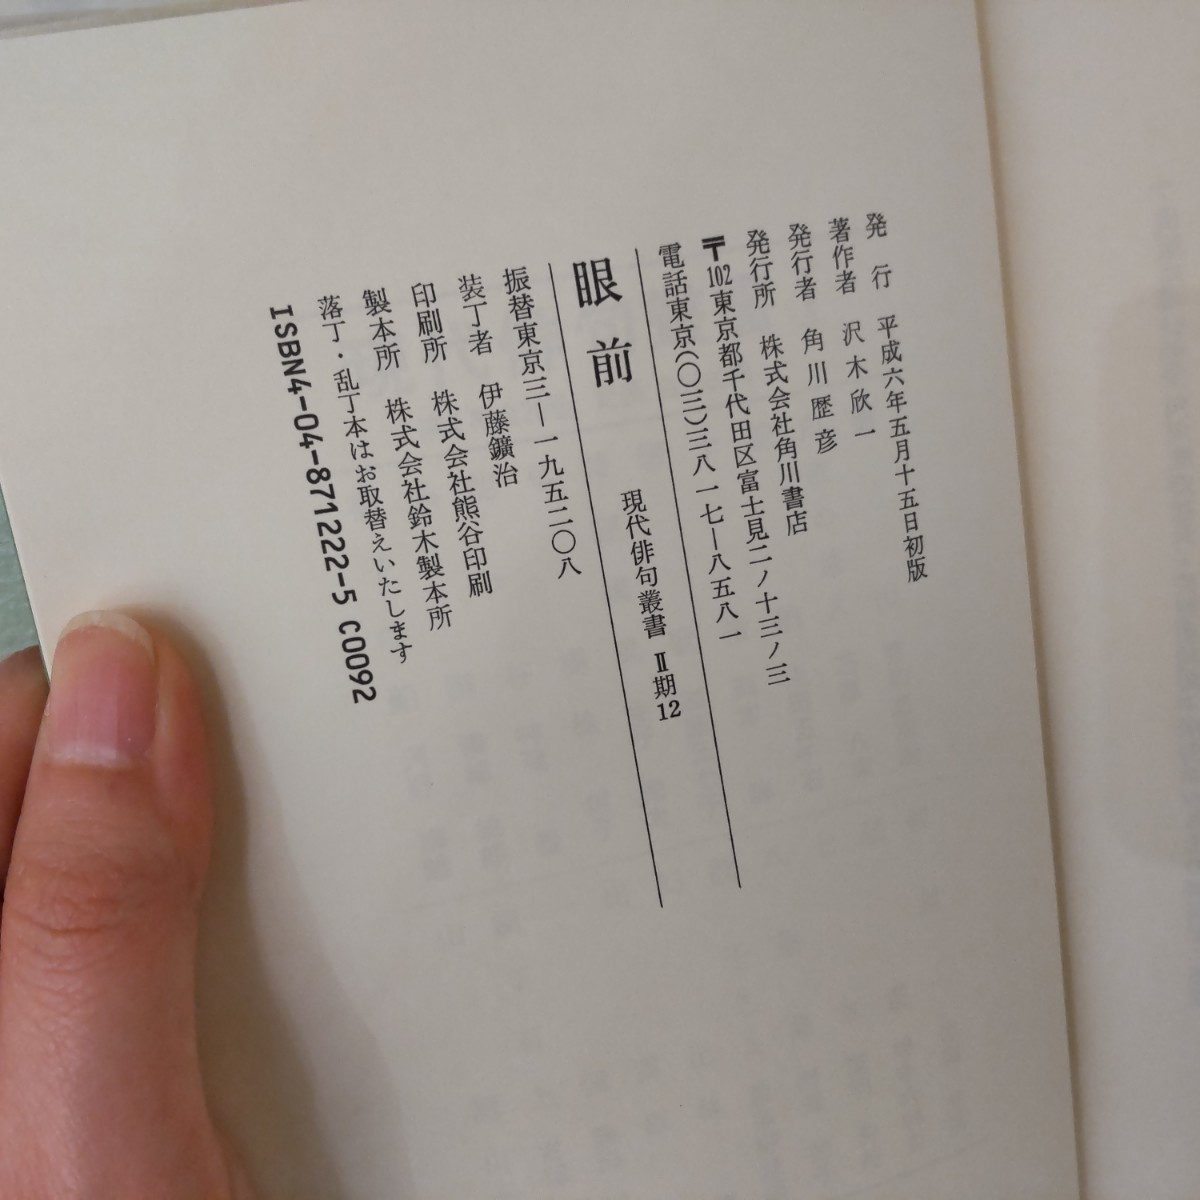 発行 平成六年五月十五日初版
著作者 沢木欣一
発行者 角川歴彦
発行所 株式会社角川書店
〒102東京都千代田区富士見二ノ十三ノ三
電話東京(〇三)三八一七―八五八一
眼前 現代俳句叢書 Ⅱ期12
振替東京三―一九五二〇八
装丁者 伊藤鑛治
印刷所 株式会社熊谷印刷
製本所 株式会社鈴木製本所
落丁・乱丁本はお取替えいたします
ISBN4-04-871222-5 C0092